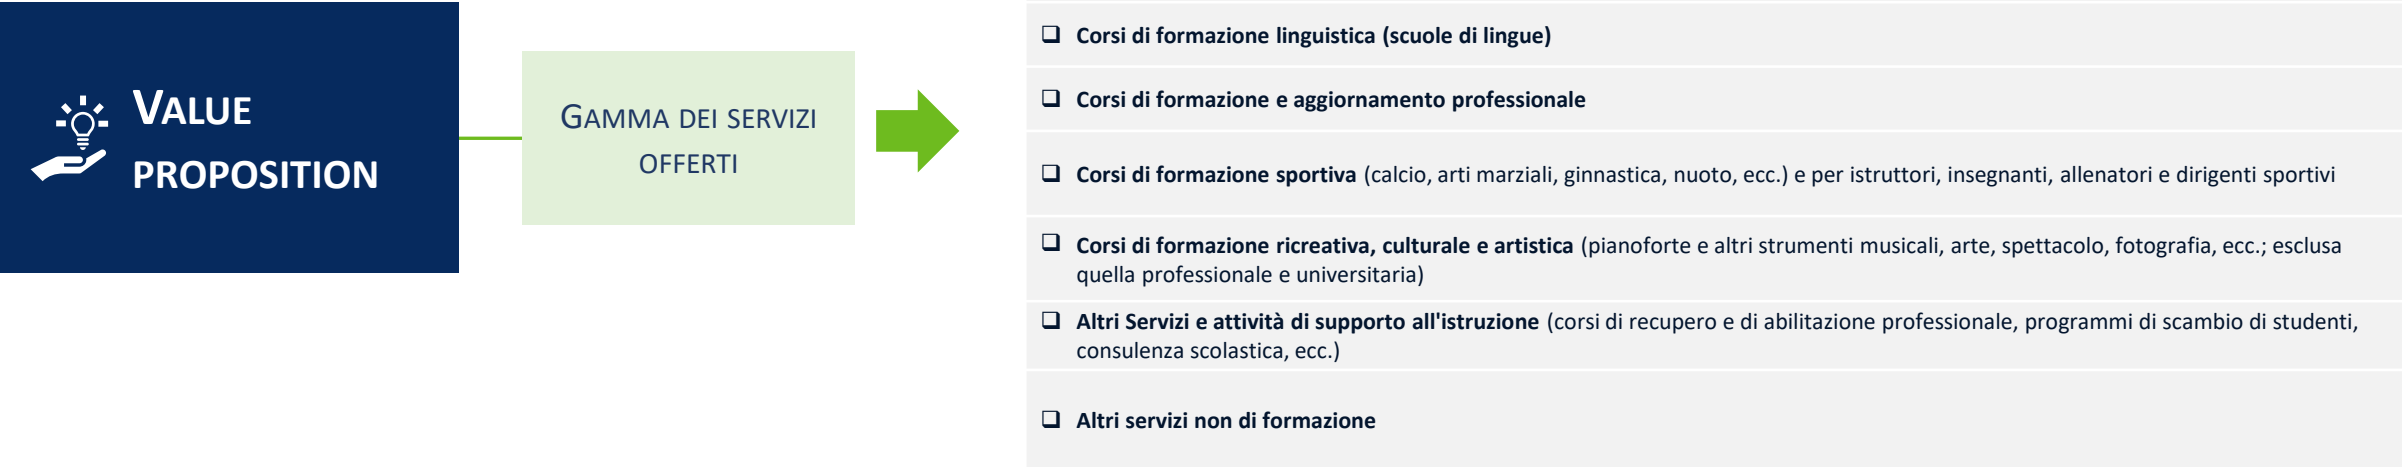 VALUE
PROPOSITION
GAMMA DEI SERVIZI
OFFERTI
❑ Corsi di formazione linguistica (scuole di lingue)
❑ Corsi di formazione e aggiornamento professionale
❑ Corsi di formazione sportiva (calcio, arti marziali, ginnastica, nuoto, ecc.) e per istruttori, insegnanti, allenatori e dirigenti sportivi
❑ Corsi di formazione ricreativa, culturale e artistica (pianoforte e altri strumenti musicali, arte, spettacolo, fotografia, ecc.; esclusa
quella professionale e universitaria)
❑ Altri Servizi e attività di supporto all'istruzione (corsi di recupero e di abilitazione professionale, programmi di scambio di studenti,
consulenza scolastica, ecc.)
❑ Altri servizi non di formazione